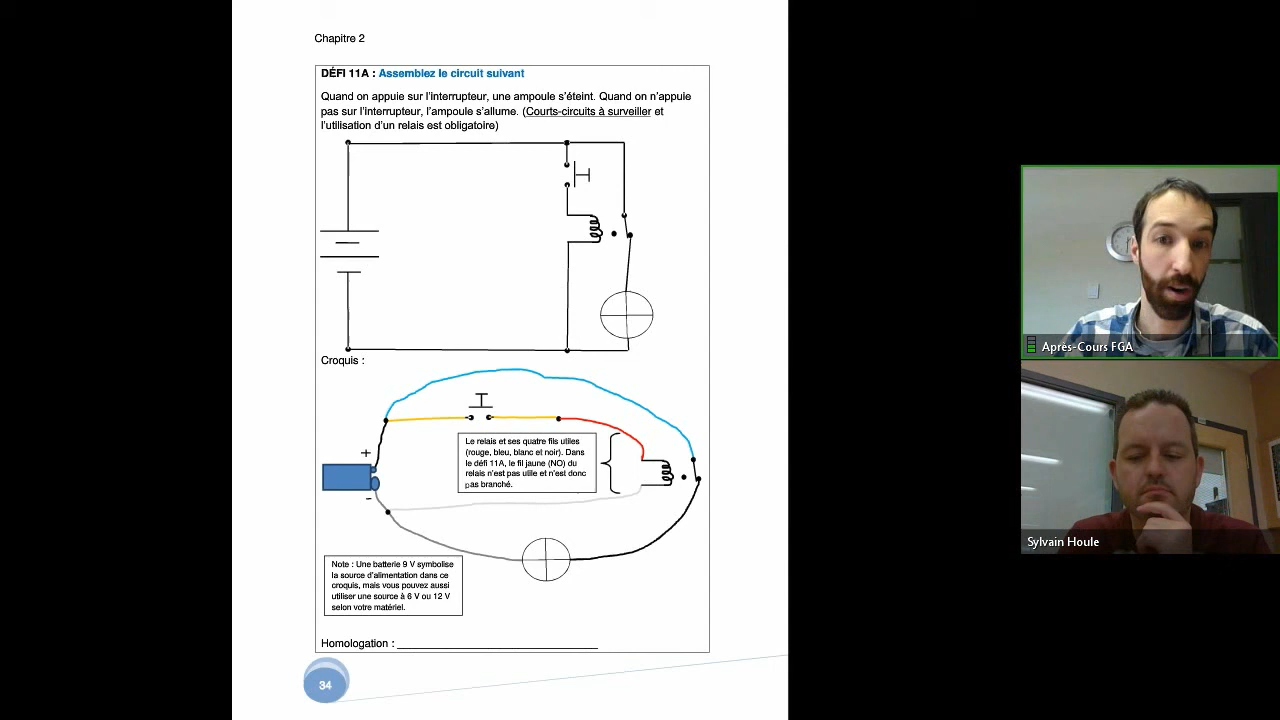 Chapitre 2
DÉFI 11A : Assemblez le circuit suivant
Quand on appuie sur l'interrupteur, une ampoule s'éteint. Quand on n'appuie
pas sur l'interrupteur, l'ampoule s'allume. (Courts-circuits à surveiller et
l'utilisation d'un relais est obligatoire)
Croquis :
+
-
Le relais et ses quatre fils utiles
(rouge, bleu, blanc et noir). Dans
le défi 11A, le fil jaune (NO) du
relais n'est pas utile et n'est donc
pas branché.
Note : Une batterie 9 V symbolise
la source d'alimentation dans ce
croquis, mais vous pouvez aussi
utiliser une source à 6 V ou 12 V
selon votre matériel.
Homologation :
34
Après-Cours FGA
Sylvain Houle